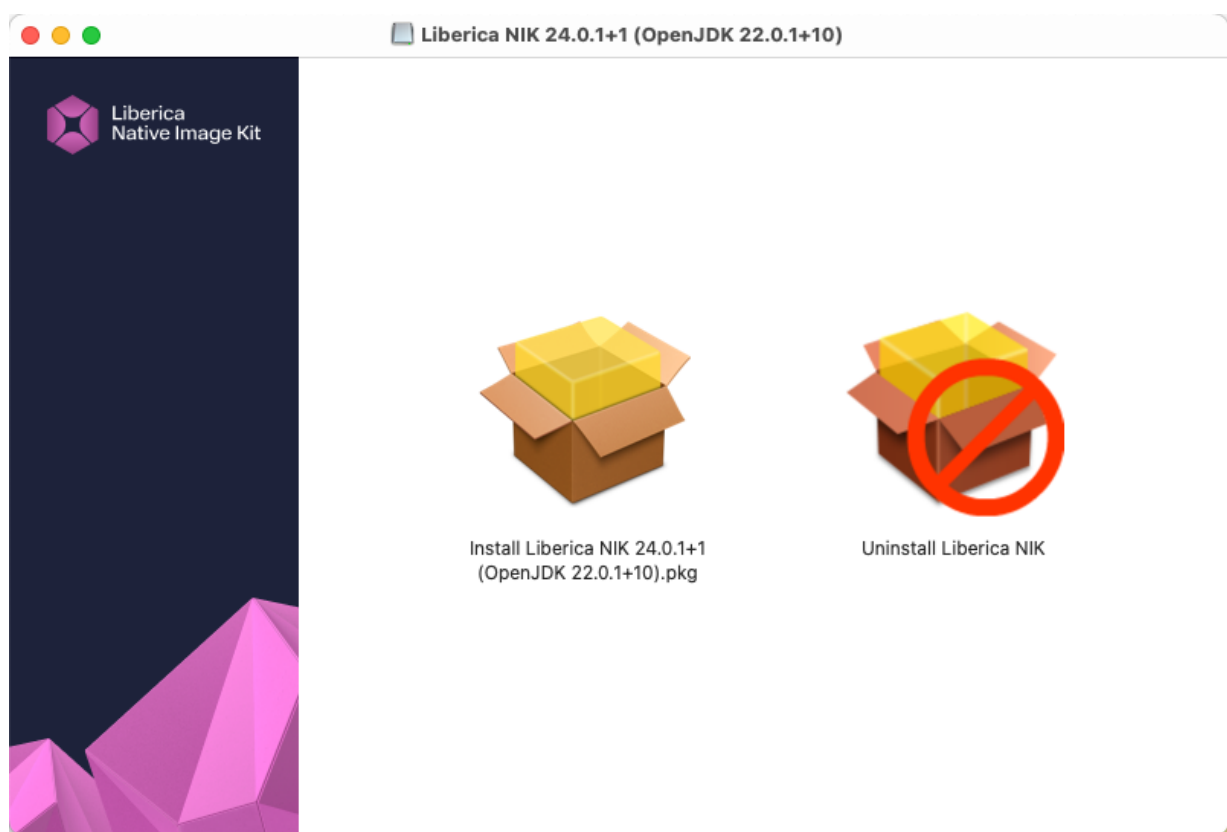 Liberica NIK 24.0.1+1 (OpenJDK 22.0.1+10)
Liberica
Native Image Kit
Install Liberica NIK 24.0.1+1
(OpenJDK 22.0.1+10).pkg
Uninstall Liberica NIK